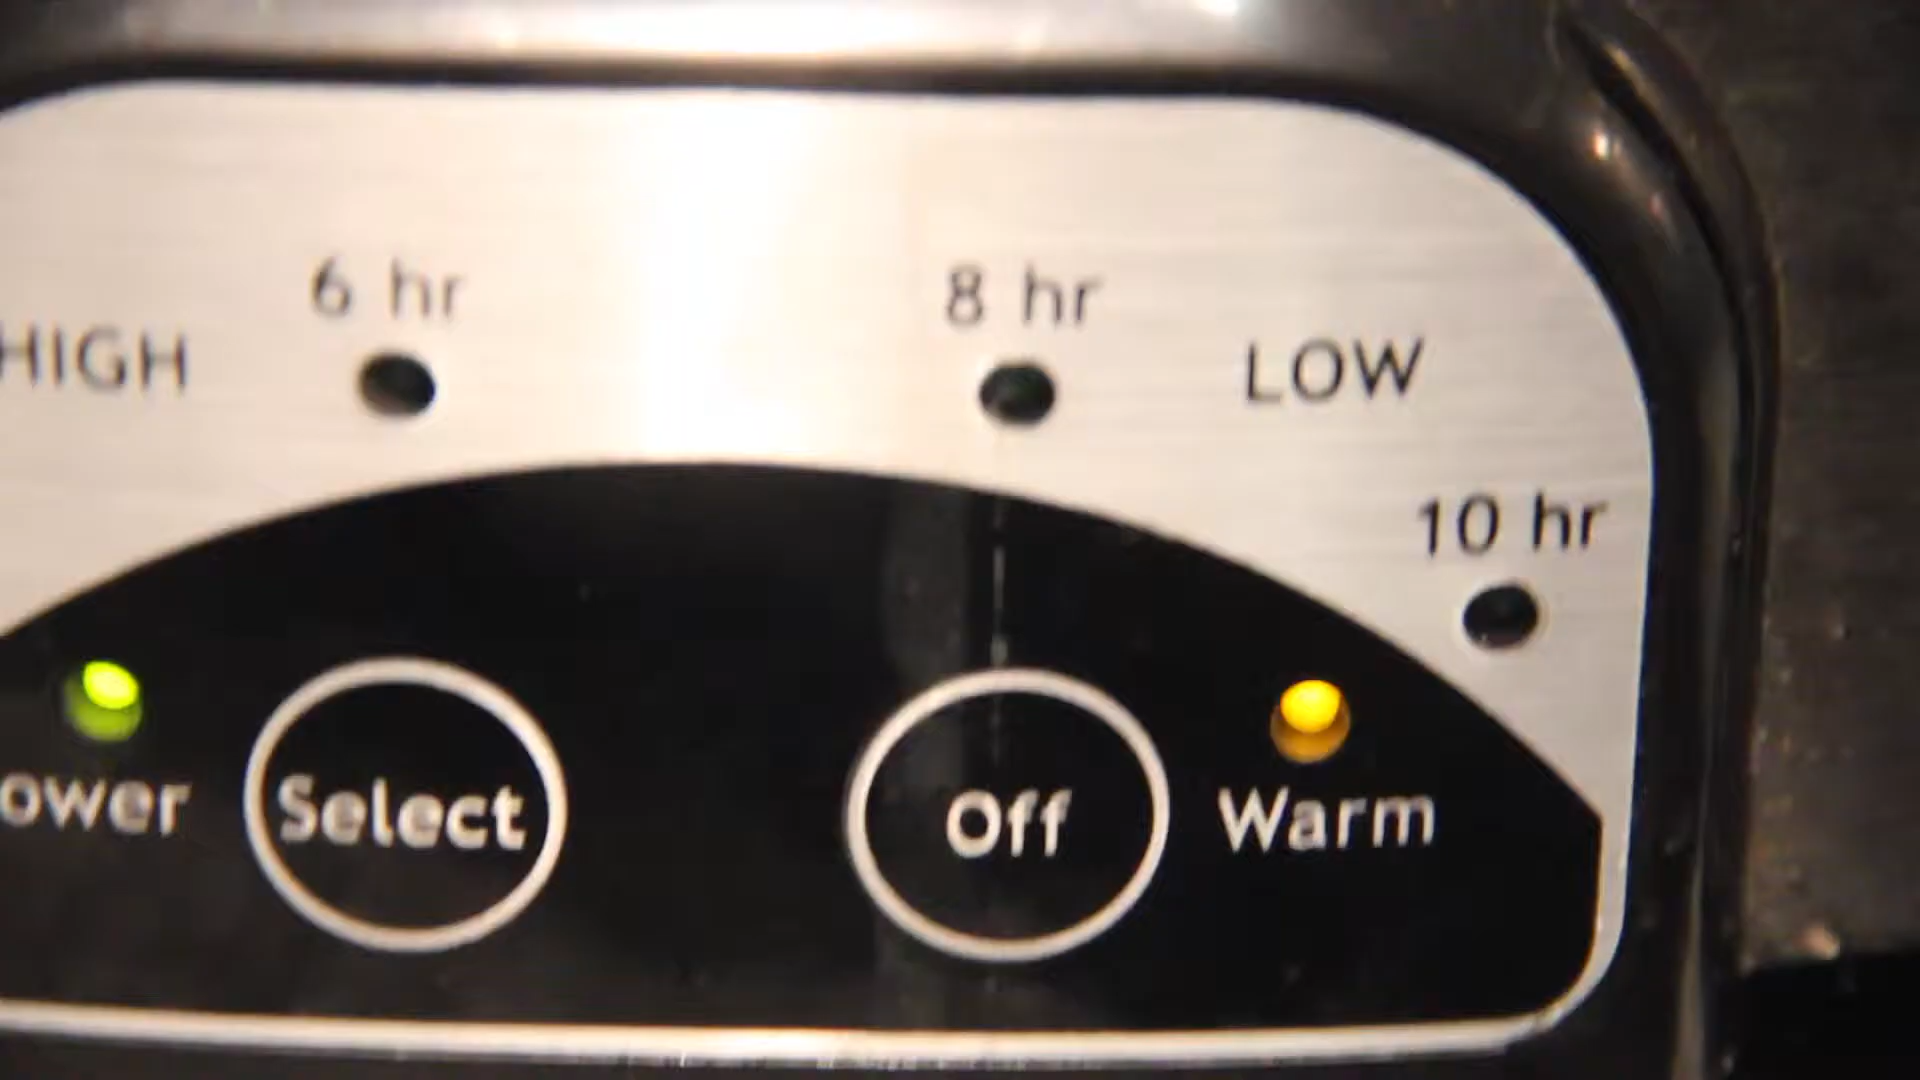 6 hr
8 hr
HIGH
LOW
10 hr
ower
Select
Off
Warm